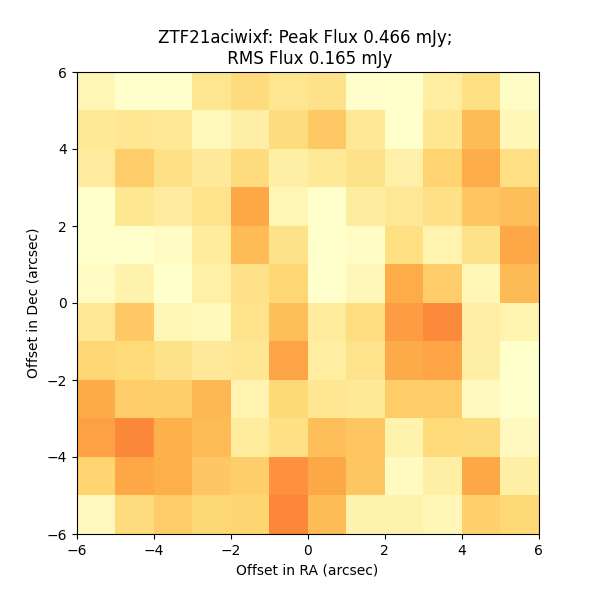 ZTF21aciwixf: Peak Flux 0.466 mJy;
RMS Flux 0.165 mJy
6
4
2
0
−2
−4
−6
Offset in Dec (arcsec)
−6 −4 −2 0 2 4 6
Offset in RA (arcsec)